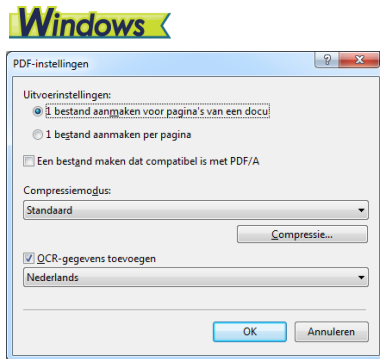 Windows
PDF-instellingen
Uitvoerinstellingen:
1 bestand aanmaken voor pagina's van een docu
1 bestand aanmaken per pagina
Een bestand maken dat compatibel is met PDF/A
Compressiemodus:
Standaard
Compressie...
OCR-gegevens toevoegen
Nederlands
OK Annuleren